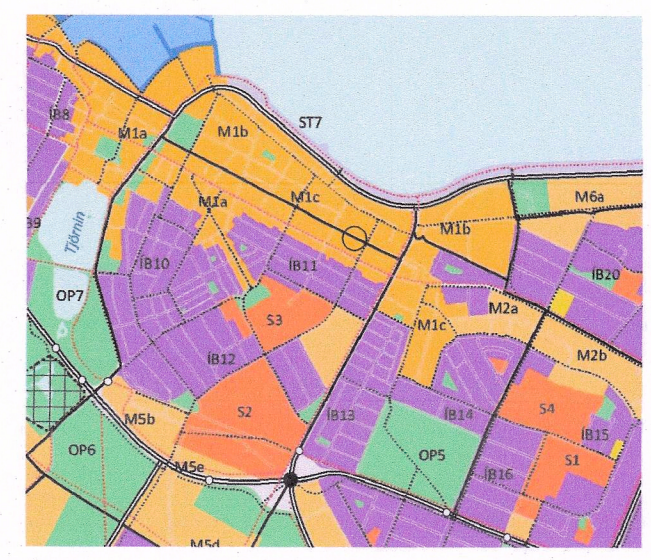 ÍB8
M1a
M1b
ST7
M1a
M1c
M6a
B9
Tjörnin
M1b
ÍB10
ÍB11
ÍB20
OP7
M2a
S3
M1c
M2b
ÍB12
S2
S4
M5b
ÍB13
ÍB14
ÍB15
OP6
OP5
S1
M5e
ÍB16
M5d